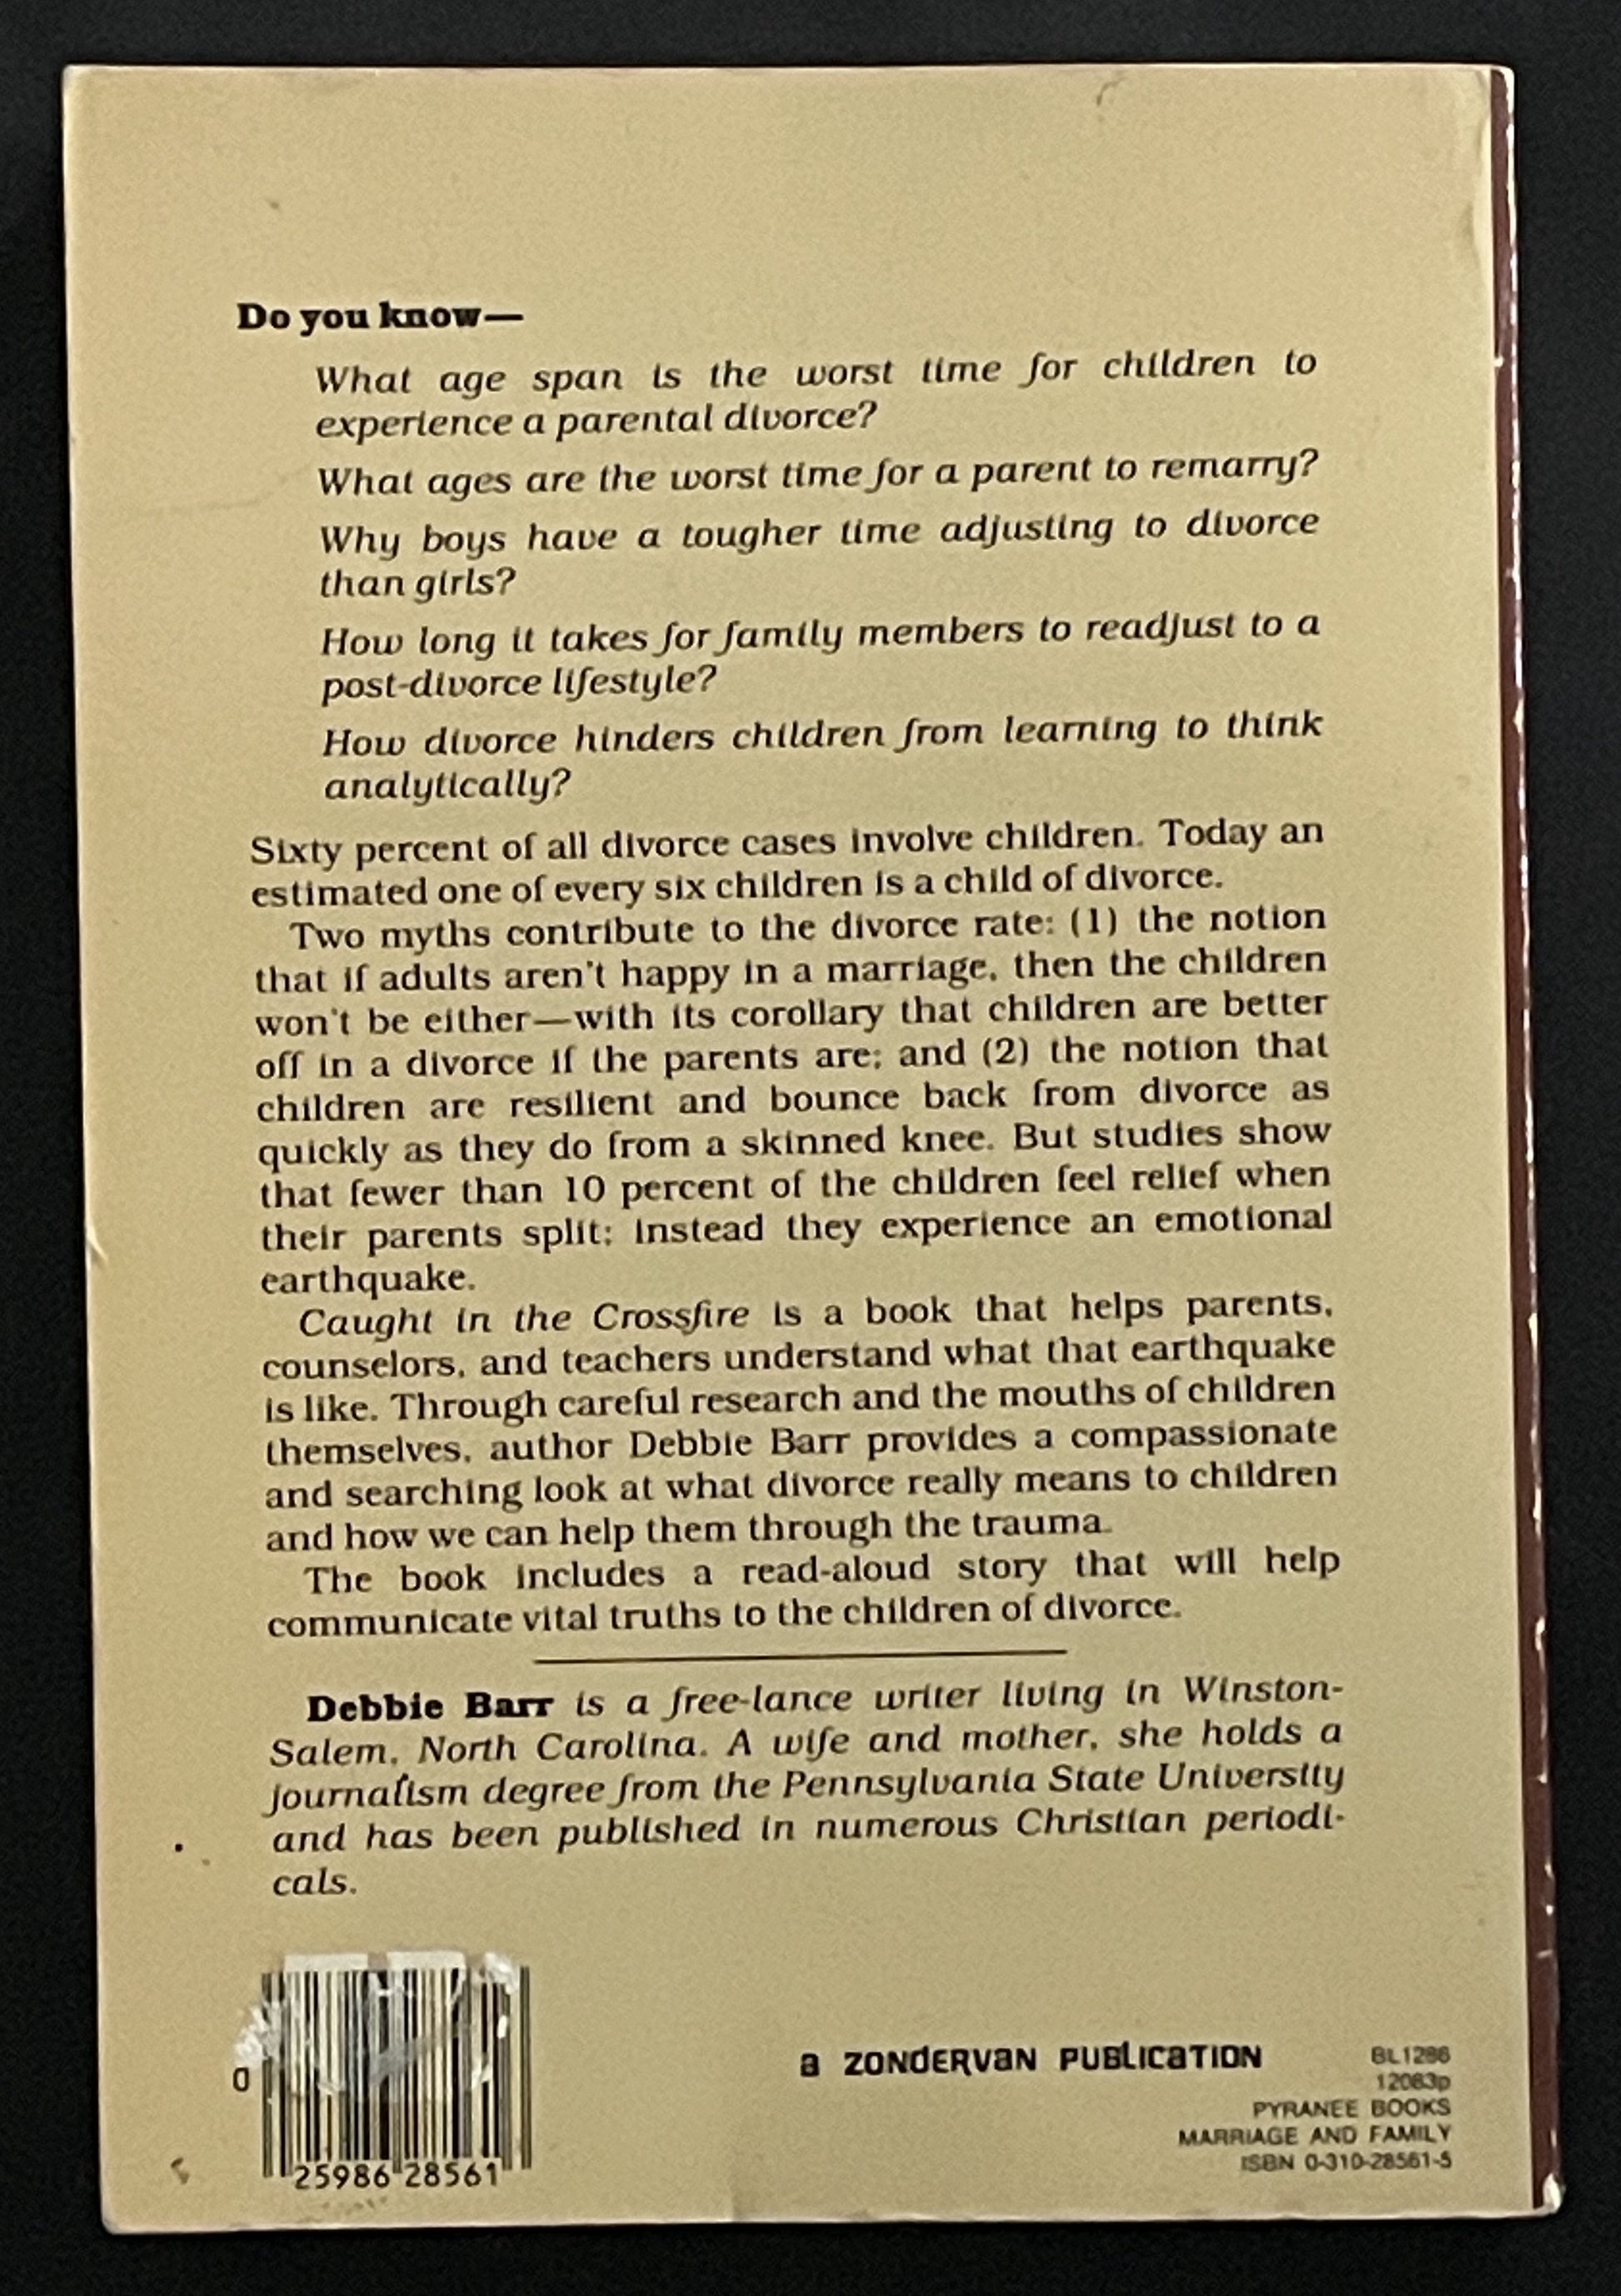 Do you know—
What age span is the worst time for children to
experience a parental divorce?
What ages are the worst time for a parent to remarry?
Why boys have a tougher time adjusting to divorce
than girls?
How long it takes for family members to readjust to a
post-divorce lifestyle?
How divorce hinders children from learning to think
analytically?
Sixty percent of all divorce cases involve children. Today an
estimated one of every six children is a child of divorce.
Two myths contribute to the divorce rate: (1) the notion
that if adults aren't happy in a marriage, then the children
won't be either—with its corollary that children are better
off in a divorce if the parents are; and (2) the notion that
children are resilient and bounce back from divorce as
quickly as they do from a skinned knee. But studies show
that fewer than 10 percent of the children feel relief when
their parents split; instead they experience an emotional
earthquake.
Caught in the Crossfire is a book that helps parents,
counselors, and teachers understand what that earthquake
is like. Through careful research and the mouths of children
themselves, author Debbie Barr provides a compassionate
and searching look at what divorce really means to children
and how we can help them through the trauma.
The book includes a read-aloud story that will help
communicate vital truths to the children of divorce.
Debbie Barr is a free-lance writer living in Winston-
Salem, North Carolina. A wife and mother, she holds a
journalism degree from the Pennsylvania State University
and has been published in numerous Christian periodi-
cals.
0
25986 28561
a ZONDERVAN PUBLICATION
BL1286
12083p
PYRANEE BOOKS
MARRIAGE AND FAMILY
ISBN 0-310-28561-5